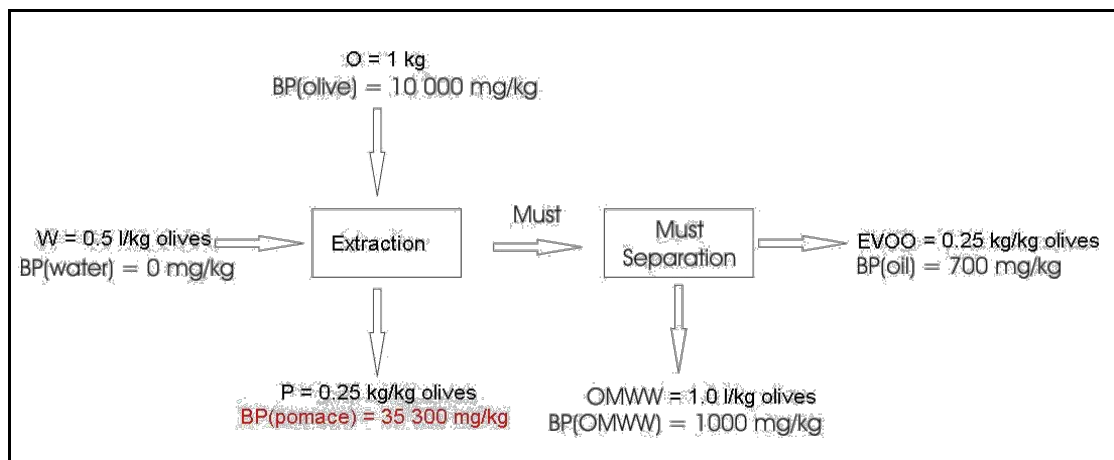 O = 1 kg
BP(olive) = 10 000 mg/kg
W = 0.5 l/kg olives
BP(water) = 0 mg/kg
Extraction
Must
Must
Separation
EVOO = 0.25 kg/kg olives
BP(oil) = 700 mg/kg
P = 0.25 kg/kg olives
BP(pomace) = 35 300 mg/kg
OMWW = 1.0 l/kg olives
BP(OMWW) = 1000 mg/kg